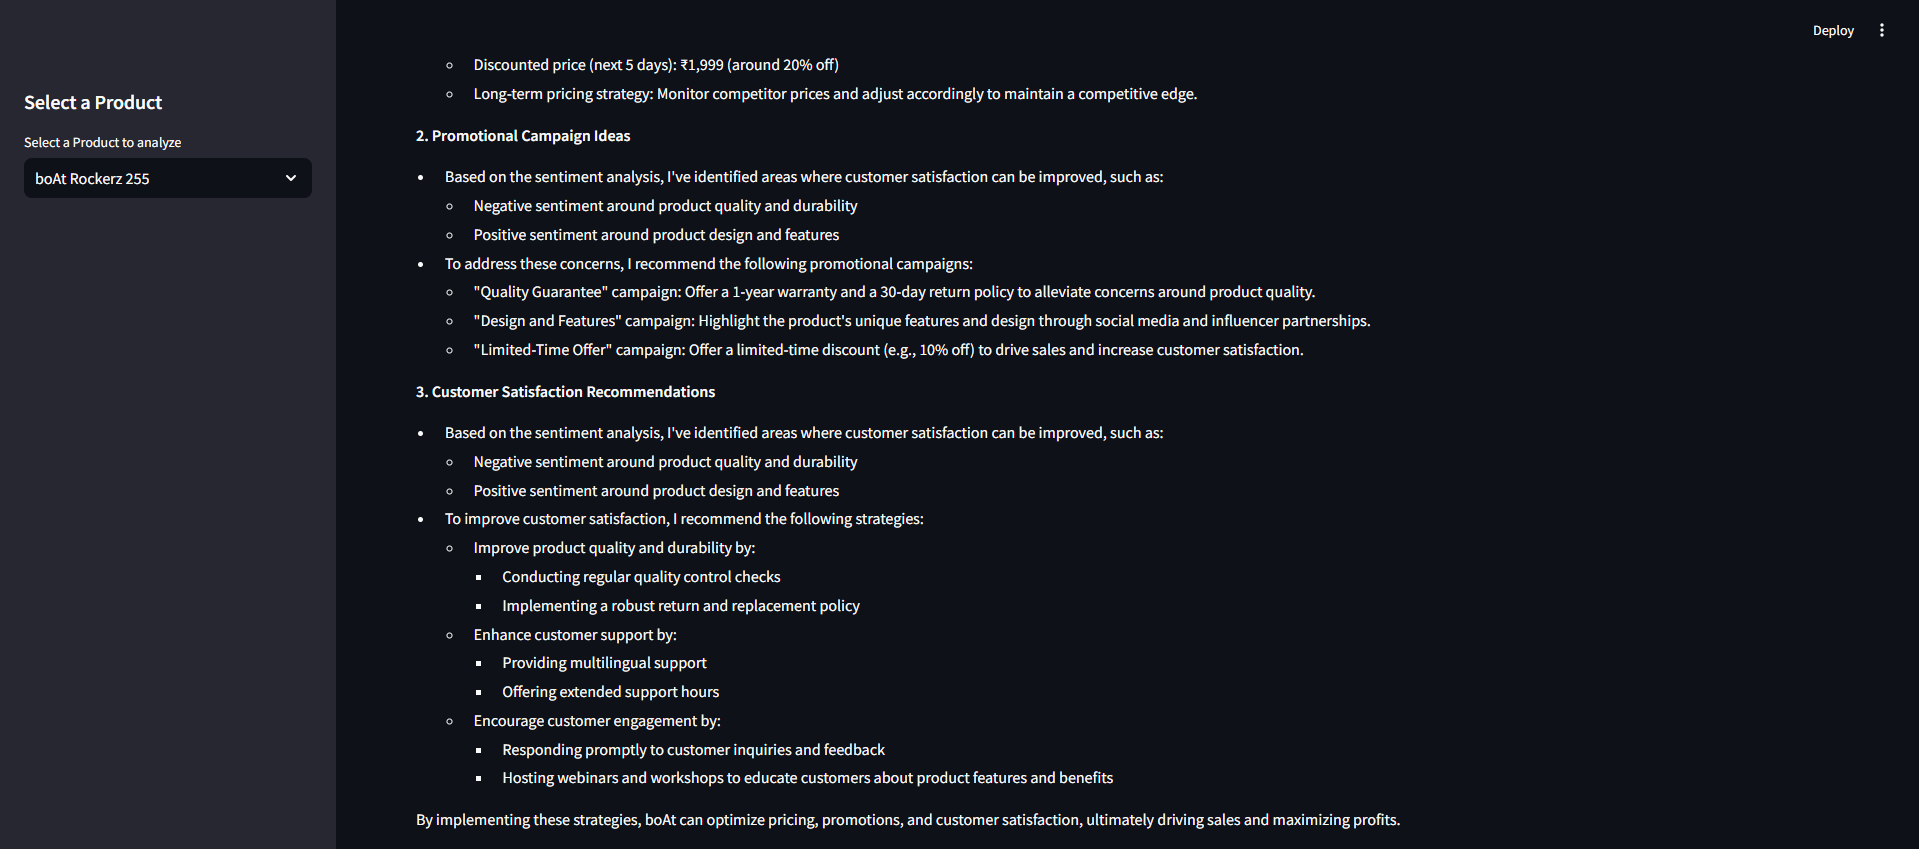 Deploy
Select a Product
Select a Product to analyze
boAt Rockerz 255
Discounted price (next 5 days): ₹1,999 (around 20% off)
Long-term pricing strategy: Monitor competitor prices and adjust accordingly to maintain a competitive edge.
2. Promotional Campaign Ideas
Based on the sentiment analysis, I've identified areas where customer satisfaction can be improved, such as:
Negative sentiment around product quality and durability
Positive sentiment around product design and features
To address these concerns, I recommend the following promotional campaigns:
"Quality Guarantee" campaign: Offer a 1-year warranty and a 30-day return policy to alleviate concerns around product quality.
"Design and Features" campaign: Highlight the product's unique features and design through social media and influencer partnerships.
"Limited-Time Offer" campaign: Offer a limited-time discount (e.g., 10% off) to drive sales and increase customer satisfaction.
3. Customer Satisfaction Recommendations
Based on the sentiment analysis, I've identified areas where customer satisfaction can be improved, such as:
Negative sentiment around product quality and durability
Positive sentiment around product design and features
To improve customer satisfaction, I recommend the following strategies:
Improve product quality and durability by:
Conducting regular quality control checks
Implementing a robust return and replacement policy
Enhance customer support by:
Providing multilingual support
Offering extended support hours
Encourage customer engagement by:
Responding promptly to customer inquiries and feedback
Hosting webinars and workshops to educate customers about product features and benefits
By implementing these strategies, boAt can optimize pricing, promotions, and customer satisfaction, ultimately driving sales and maximizing profits.